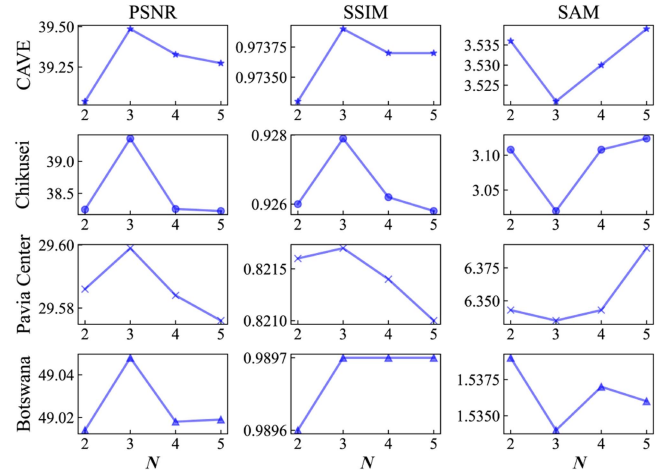 PSNR SSIM SAM
CAVE
39.50
39.25
2 3 4 5
0.97375
0.97350
2 3 4 5
3.535
3.530
3.525
2 3 4 5
Chikusei
39.0
38.5
2 3 4 5
0.928
0.926
2 3 4 5
3.10
3.05
2 3 4 5
Pavia Center
29.60
29.58
2 3 4 5
0.8215
0.8210
2 3 4 5
6.375
6.350
2 3 4 5
Botswana
49.04
49.02
2 3 4 5
0.9897
0.9896
2 3 4 5
1.5375
1.5350
2 3 4 5
N N N